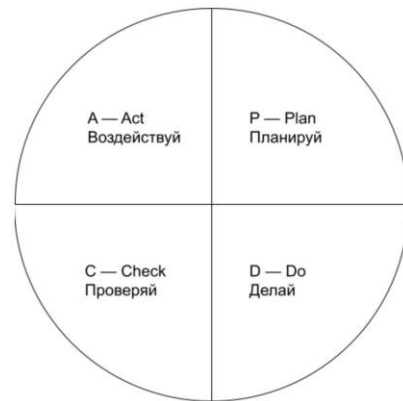 A — Act
Воздействуй
P — Plan
Планируй
C — Check
Проверяй
D — Do
Делай